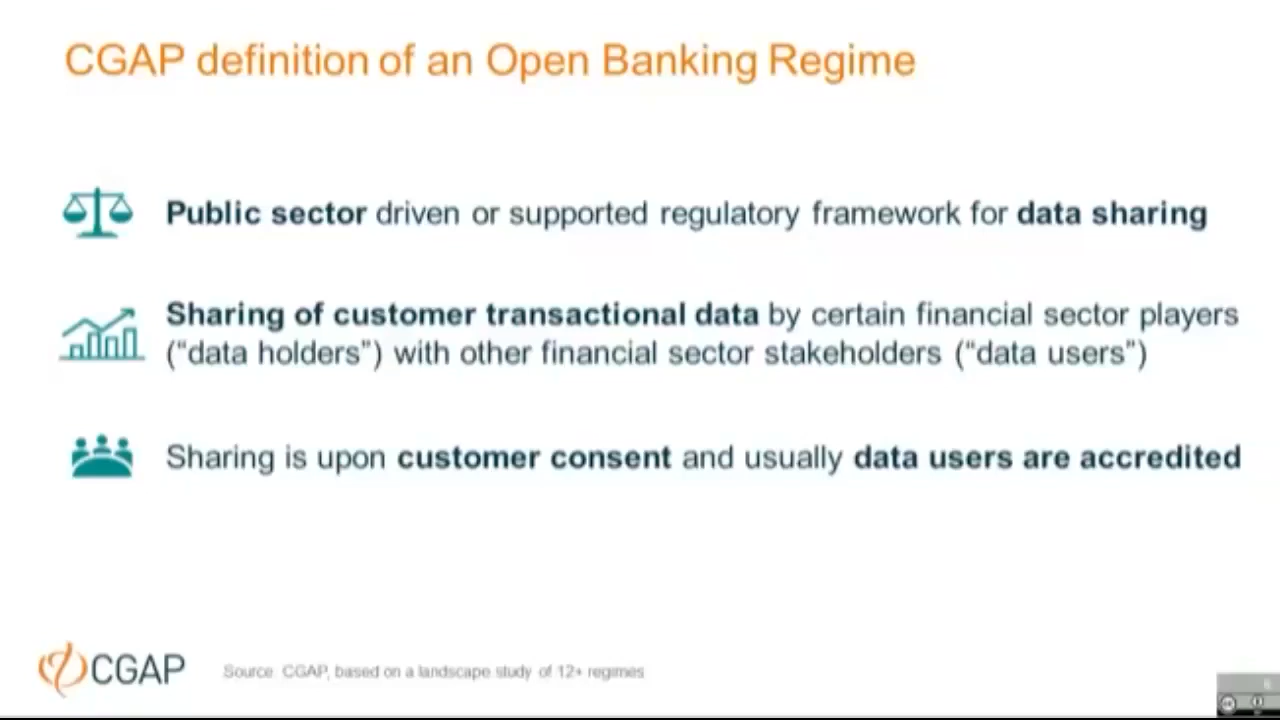 CGAP definition of an Open Banking Regime
Public sector driven or supported regulatory framework for data sharing
Sharing of customer transactional data by certain financial sector players
(“data holders”) with other financial sector stakeholders (“data users”)
Sharing is upon customer consent and usually data users are accredited
CGAP
Source: CGAP, based on a landscape study of 12+ regimes